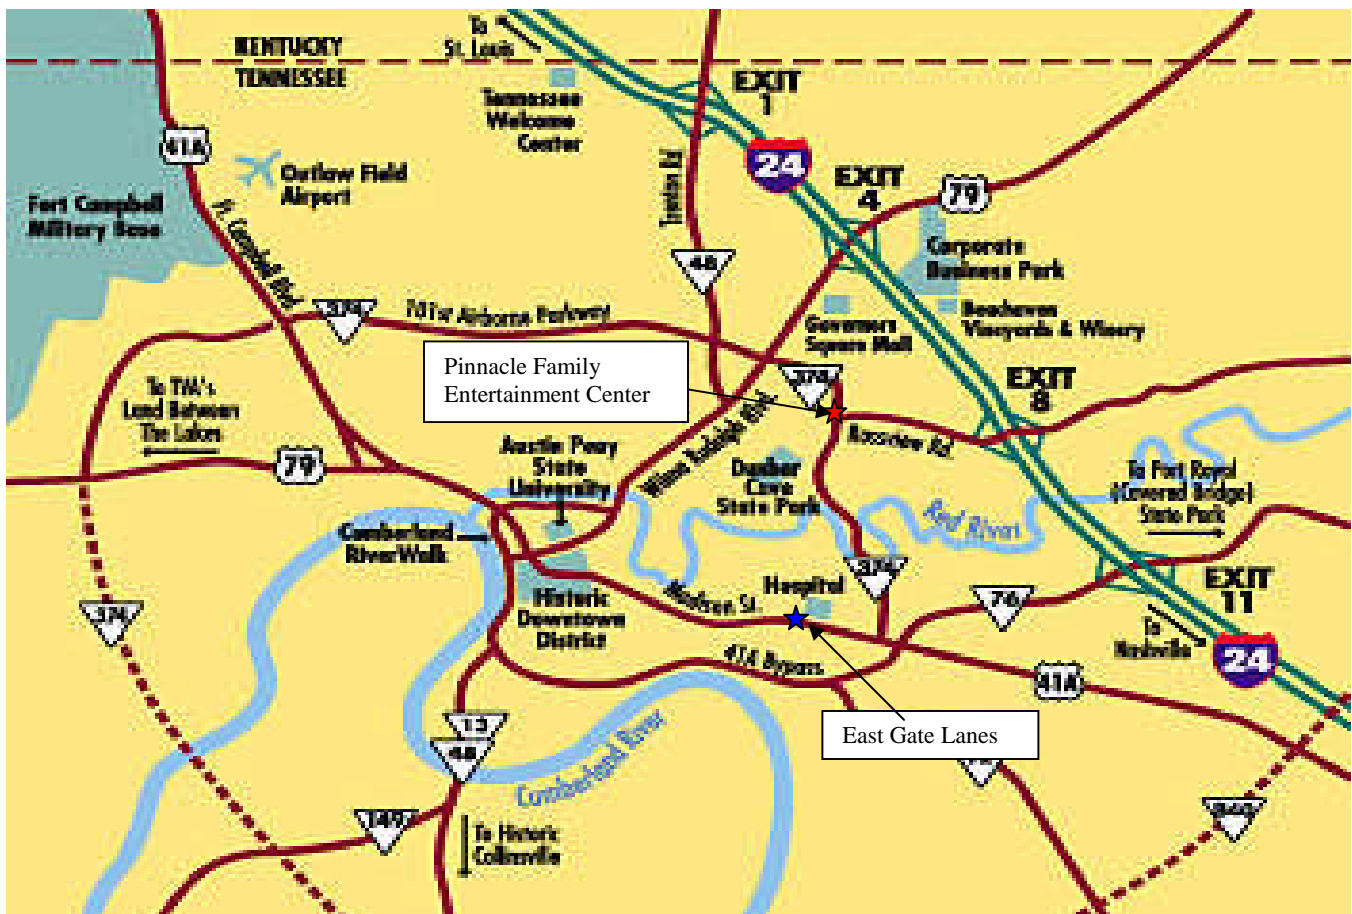 To
St. Louis
KENTUCKY
TENNESSEE
EXIT
1
Tennessee
Welcome
Center
41A
Outlaw Field
Airport
Trenton Rd
24
EXIT
4
79
Fort Campbell
Military Base
Ft. Campbell Blvd.
48
Corporate
Business Park
374
101st Airborne Parkway
Governors
Square Mall
Beachaven
Vineyards & Winery
Pinnacle Family
Entertainment Center
374
EXIT
8
To TVA's
Land Between
The Lakes
Wilma Rudolph Blvd
Rossview Rd.
79
Austin Peay
State
University
Dunbar
Cave
State Park
To Port Royal
(Covered Bridge)
State Park
Red River
Cumberland
RiverWalk
374
Hospital
76
EXIT
11
Historic
Downtown
District
Madison St.
374
To
Nashville
24
41A Bypass
41A
13
48
East Gate Lanes
Cumberland River
149
840
To Historic
Collinsville